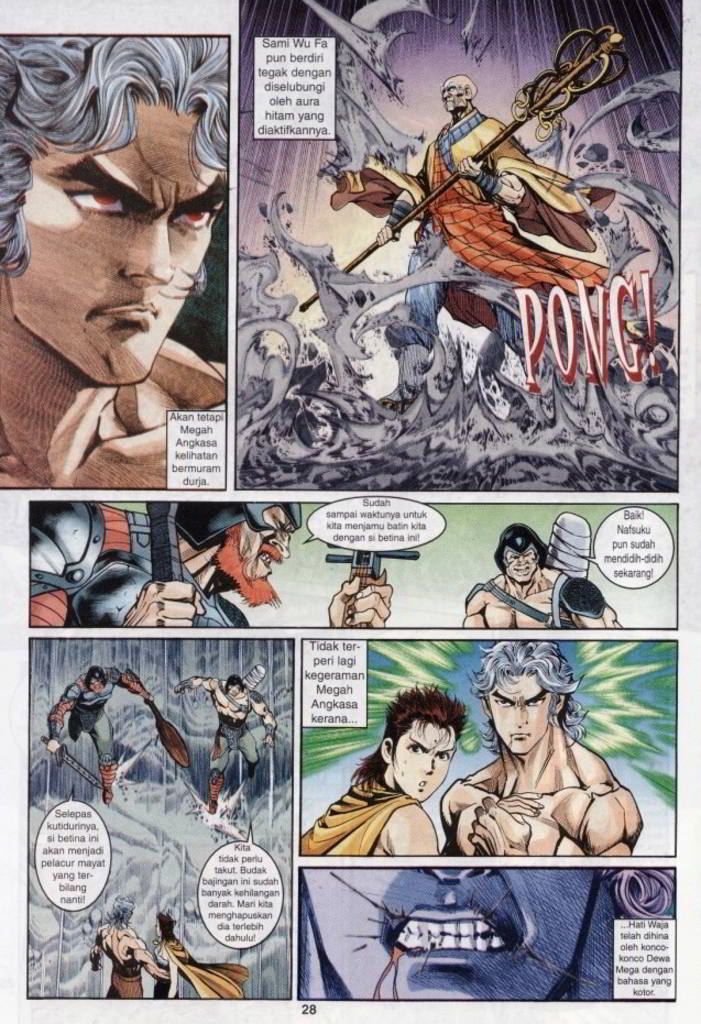 Sami Wu Fa
pun berdiri
tegak dengan
diselubungi
oleh aura
hitam yang
diaktifkannya.
PONG!
Akan tetapi
Megah
Angkasa
kelihatan
bermuram
durja.
Sudah
sampai waktunya untuk
kita menjamu batin kita
dengan si betina ini!
Baik!
Nafsuku
pun sudah
mendidih-didih
sekarang!
Selepas
kutidurinya,
si betina ini
akan menjadi
pelacur mayat
yang ter-
bilang
nanti!
Kita
tidak perlu
takut. Budak
bajingan ini sudah
banyak kehilangan
darah. Mari kita
menghapuskan
dia terlebih
dahulu!
Tidak ter-
peri lagi
kegeraman
Megah
Angkasa
kerana...
...Hati Waja
telah dihina
oleh konco-
konco Dewa
Mega dengan
bahasa yang
kotor.
28